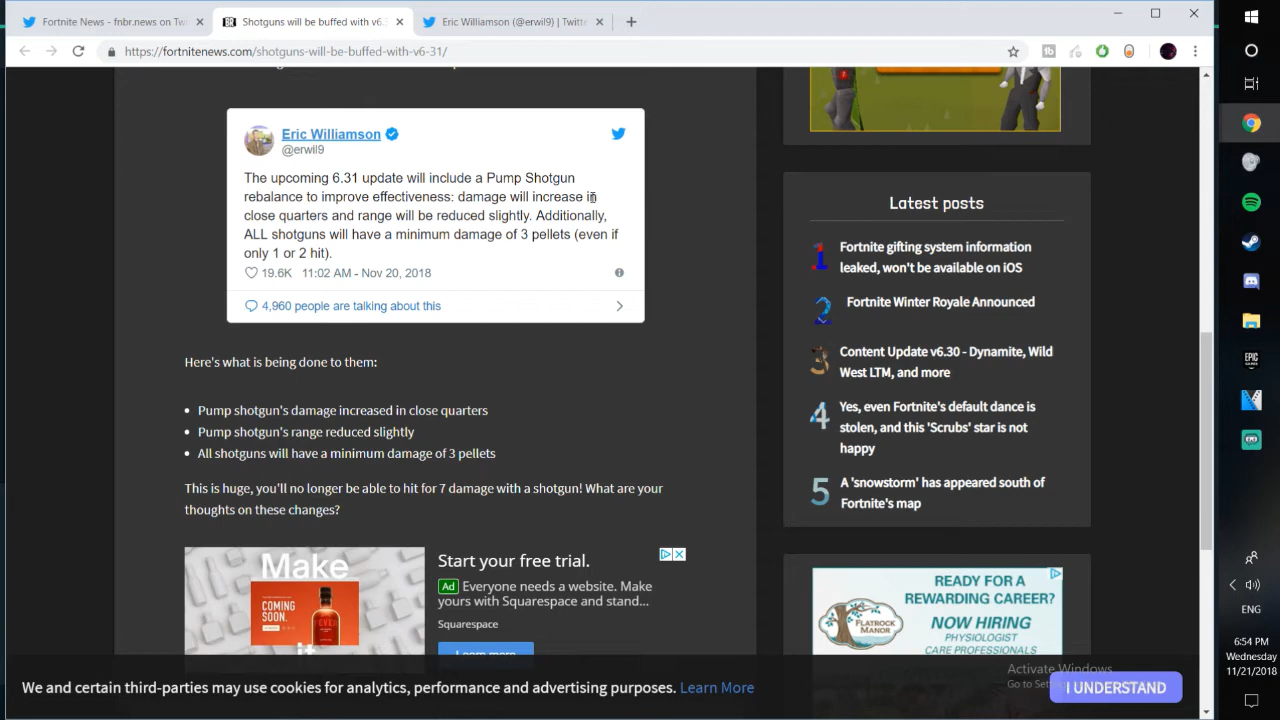 Fortnite News - fnbr.news on Tw
Shotguns will be buffed with v6.
Eric Williamson (@erwil9) | Twitt
https://fortnitenews.com/shotguns-will-be-buffed-with-v6-31/
Eric Williamson
@erwil9
The upcoming 6.31 update will include a Pump Shotgun
rebalance to improve effectiveness: damage will increase in
close quarters and range will be reduced slightly. Additionally,
ALL shotguns will have a minimum damage of 3 pellets (even if
only 1 or 2 hit).
19.6K 11:02 AM - Nov 20, 2018
4,960 people are talking about this
Here's what is being done to them:
• Pump shotgun's damage increased in close quarters
• Pump shotgun's range reduced slightly
• All shotguns will have a minimum damage of 3 pellets
This is huge, you'll no longer be able to hit for 7 damage with a shotgun! What are your
thoughts on these changes?
Make
COMING
SOON.
FEVER
it
Start your free trial.
Ad Everyone needs a website. Make
yours with Squarespace and stand...
Squarespace
Learn more
Latest posts
1 Fortnite gifting system information
leaked, won't be available on iOS
2 Fortnite Winter Royale Announced
3 Content Update v6.30 - Dynamite, Wild
West LTM, and more
4 Yes, even Fortnite's default dance is
stolen, and this 'Scrubs' star is not
happy
5 A 'snowstorm' has appeared south of
Fortnite's map
READY FOR A
REWARDING CAREER?
FLATROCK
MANOR
NOW HIRING
PHYSIOLOGIST
CARE PROFESSIONALS
Activate Windows
Go to Set
We and certain third-parties may use cookies for analytics, performance and advertising purposes. Learn More
I UNDERSTAND
EPIC
GAMES
ENG
6:54 PM
Wednesday
11/21/2018